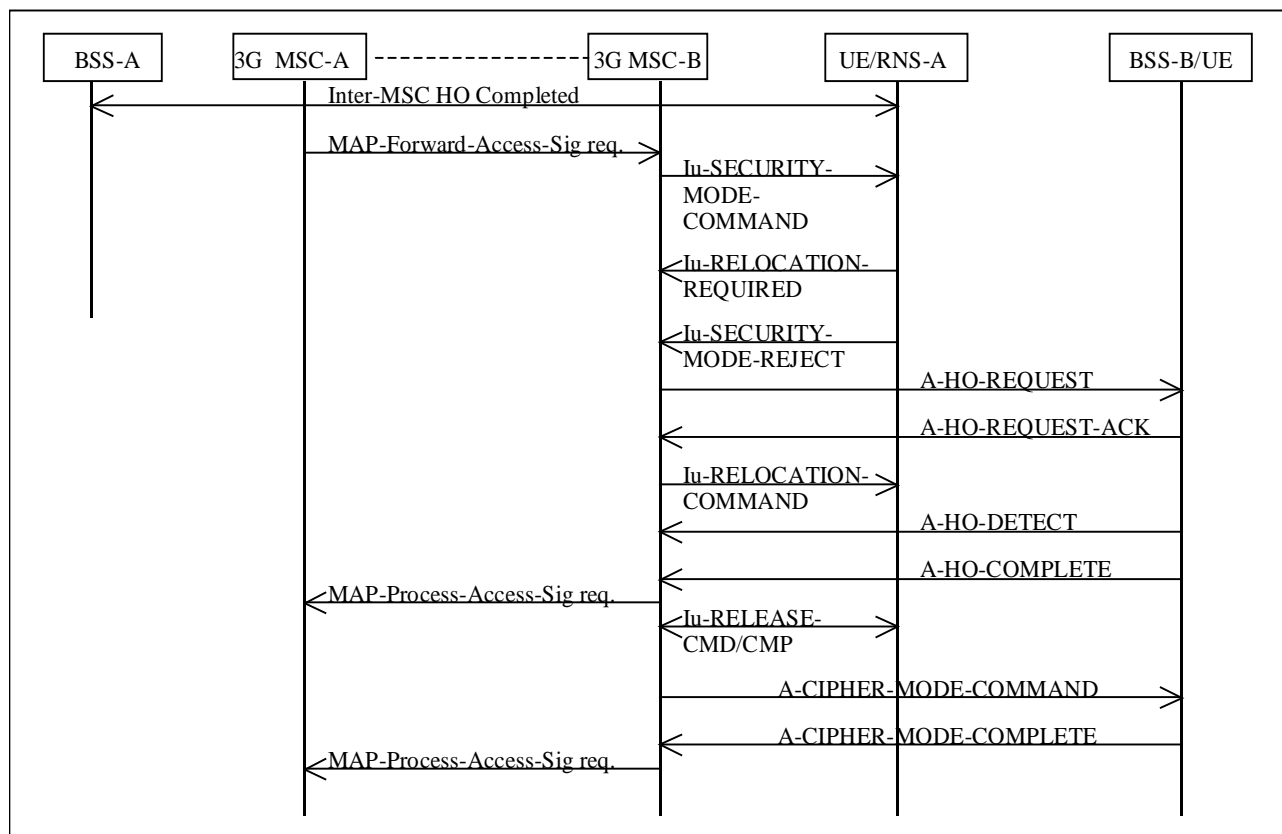 BSS-A
3G MSC-A
3G MSC-B
UE/RNS-A
BSS-B/UE
Inter-MSC HO Completed
MAP-Forward-Access-Sig req.
Iu-SECURITY-
MODE-
COMMAND
Iu-RELOCATION-
REQUIRED
Iu-SECURITY-
MODE-REJECT
A-HO-REQUEST
A-HO-REQUEST-ACK
Iu-RELOCATION-
COMMAND
A-HO-DETECT
A-HO-COMPLETE
MAP-Process-Access-Sig req.
Iu-RELEASE-
CMD/CMP
A-CIPHER-MODE-COMMAND
A-CIPHER-MODE-COMPLETE
MAP-Process-Access-Sig req.